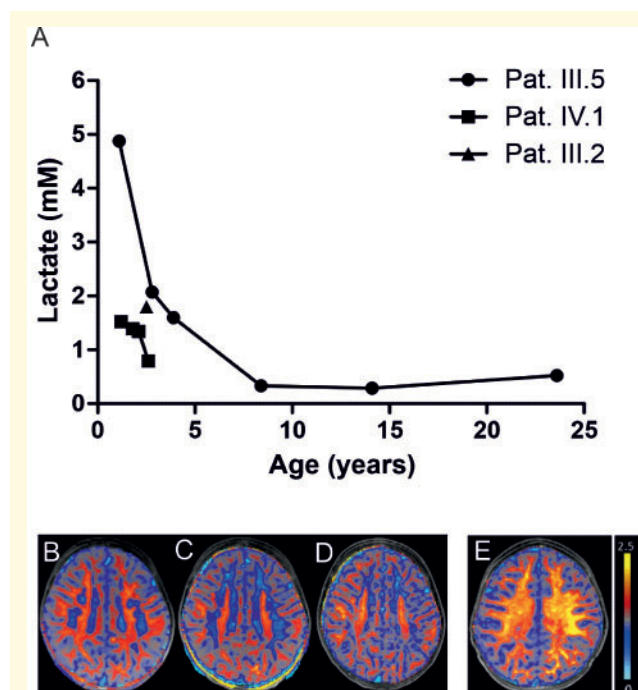 A
Lactate (mM)
6
5
4
3
2
1
0
Pat. III.5
Pat. IV.1
Pat. III.2
0 5 10 15 20 25
Age (years)
B C D E
2.5